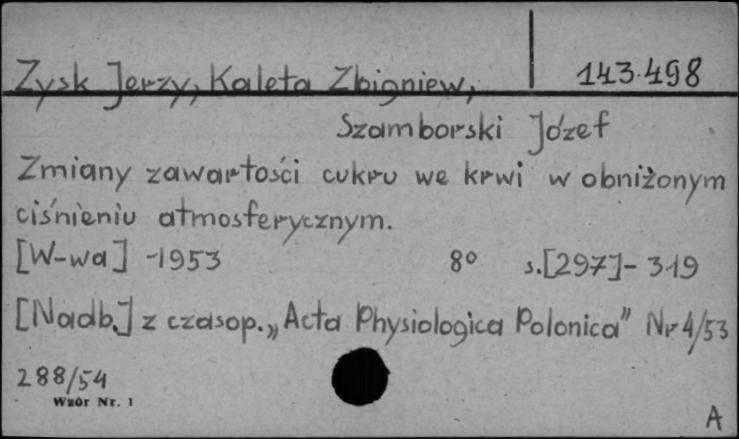 143.498
Zysk Jerzy, Kaleta Zbigniew,
Szamborski Józef
Zmiany zawartości cukru we krwi w obniżonym
ciśnieniu atmosferycznym.
[W-wa] -1953 8° s.[297]-319
[Nadb.] z czasop. „Acta Physiologica Polonica” Nr 4/53
288/54
Wzór Nr. 1
A